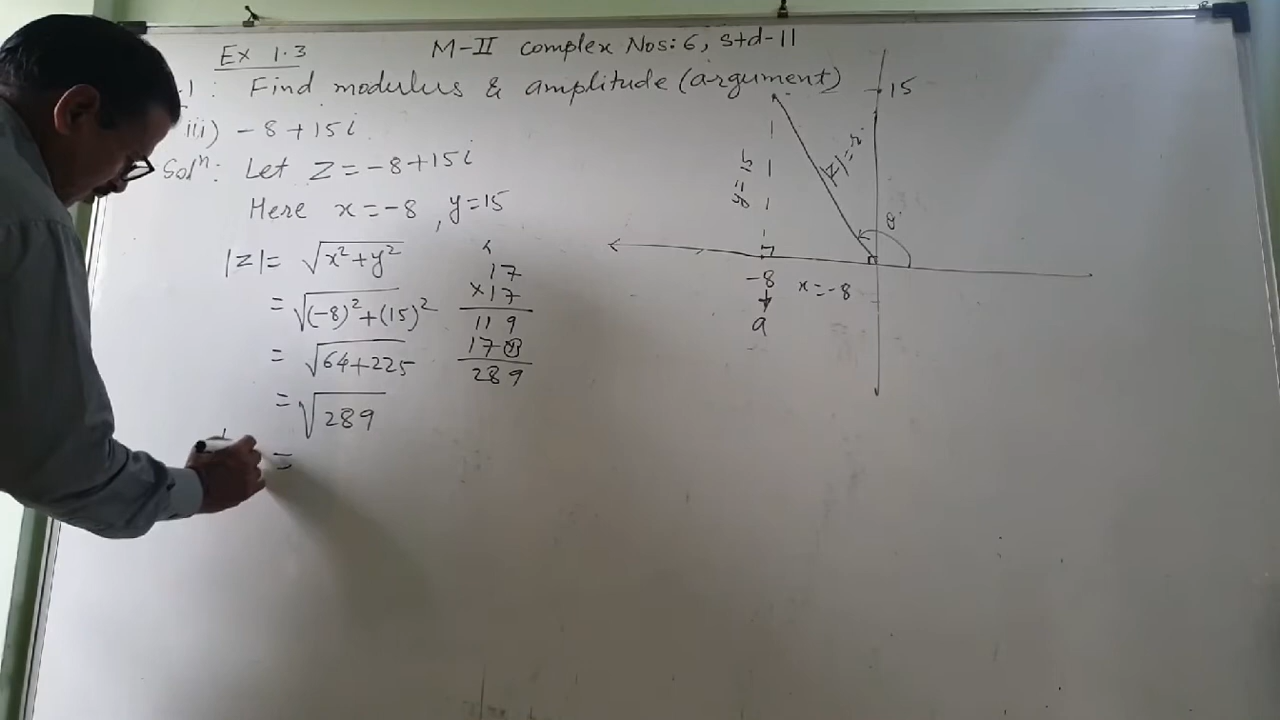 Ex 1.3 M-II complex Nos: 6, std-11
1: Find modulus & amplitude (argument)
iii) -8+15i
Solⁿ: Let Z=-8+15i
Here x=-8, y=15
|Z|= √x²+y²
= √(-8)²+(15)²
= √64+225
= √289
=
17
×17
119
17
289
15
θ
-8 x=-8
a